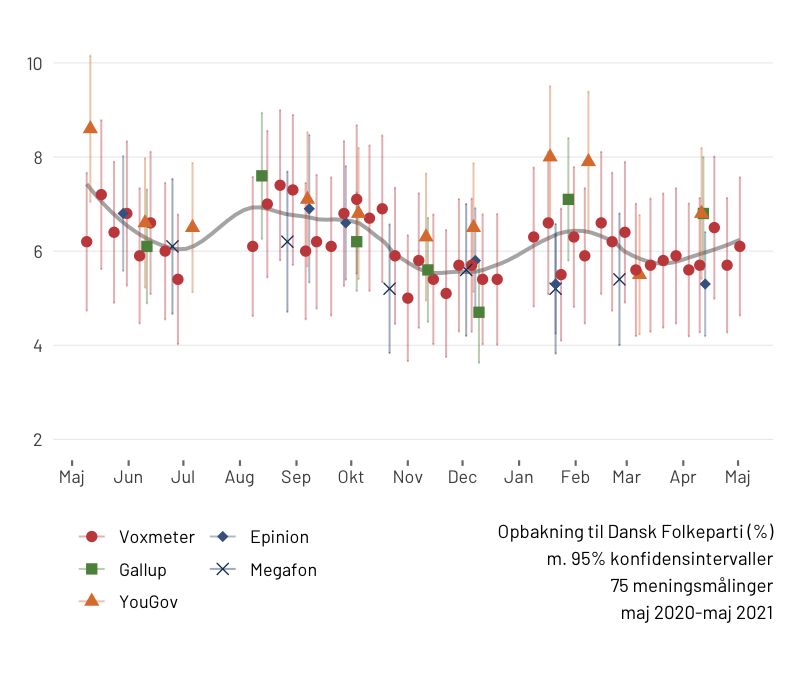 10
8
6
4
2
Maj Jun Jul Aug Sep Okt Nov Dec Jan Feb Mar Apr Maj
Voxmeter Epinion
Gallup Megafon
YouGov
Opbakning til Dansk Folkeparti (%)
m. 95% konfidensintervaller
75 meningsmålinger
maj 2020-maj 2021